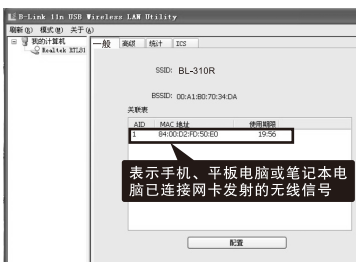 B-Link 11n USB Wireless LAN Utility
刷新(R) 模式(M) 关于(A)
我的计算机
Realtek RTL81
一般 高级 统计 ICS
SSID: BL-310R
BSSID: 00:A1:B0:7D:34:DA
关联表
AID MAC 地址 使用期限
1 84:00:D2:FD:50:E0 19:56
表示手机、平板电脑或笔记本电
脑已连接网卡发射的无线信号
配置